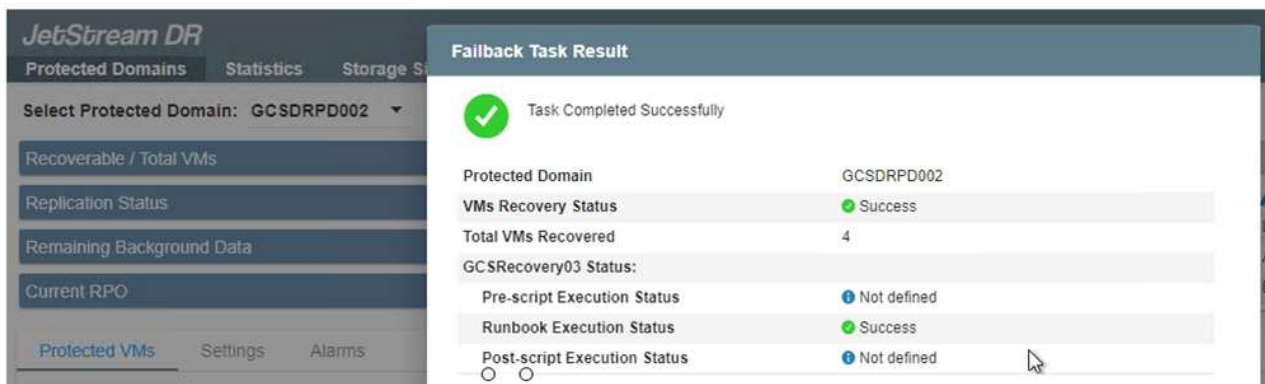 JetStream DR
Protected Domains Statistics Storage
Select Protected Domain: GCSDRPD002
Recoverable / Total VMs
Replication Status
Remaining Background Data
Current RPO
Protected VMs Settings Alarms
Failback Task Result
Task Completed Successfully
Protected Domain GCSDRPD002
VMs Recovery Status Success
Total VMs Recovered 4
GCSRecovery03 Status:
Pre-script Execution Status Not defined
Runbook Execution Status Success
Post-script Execution Status Not defined